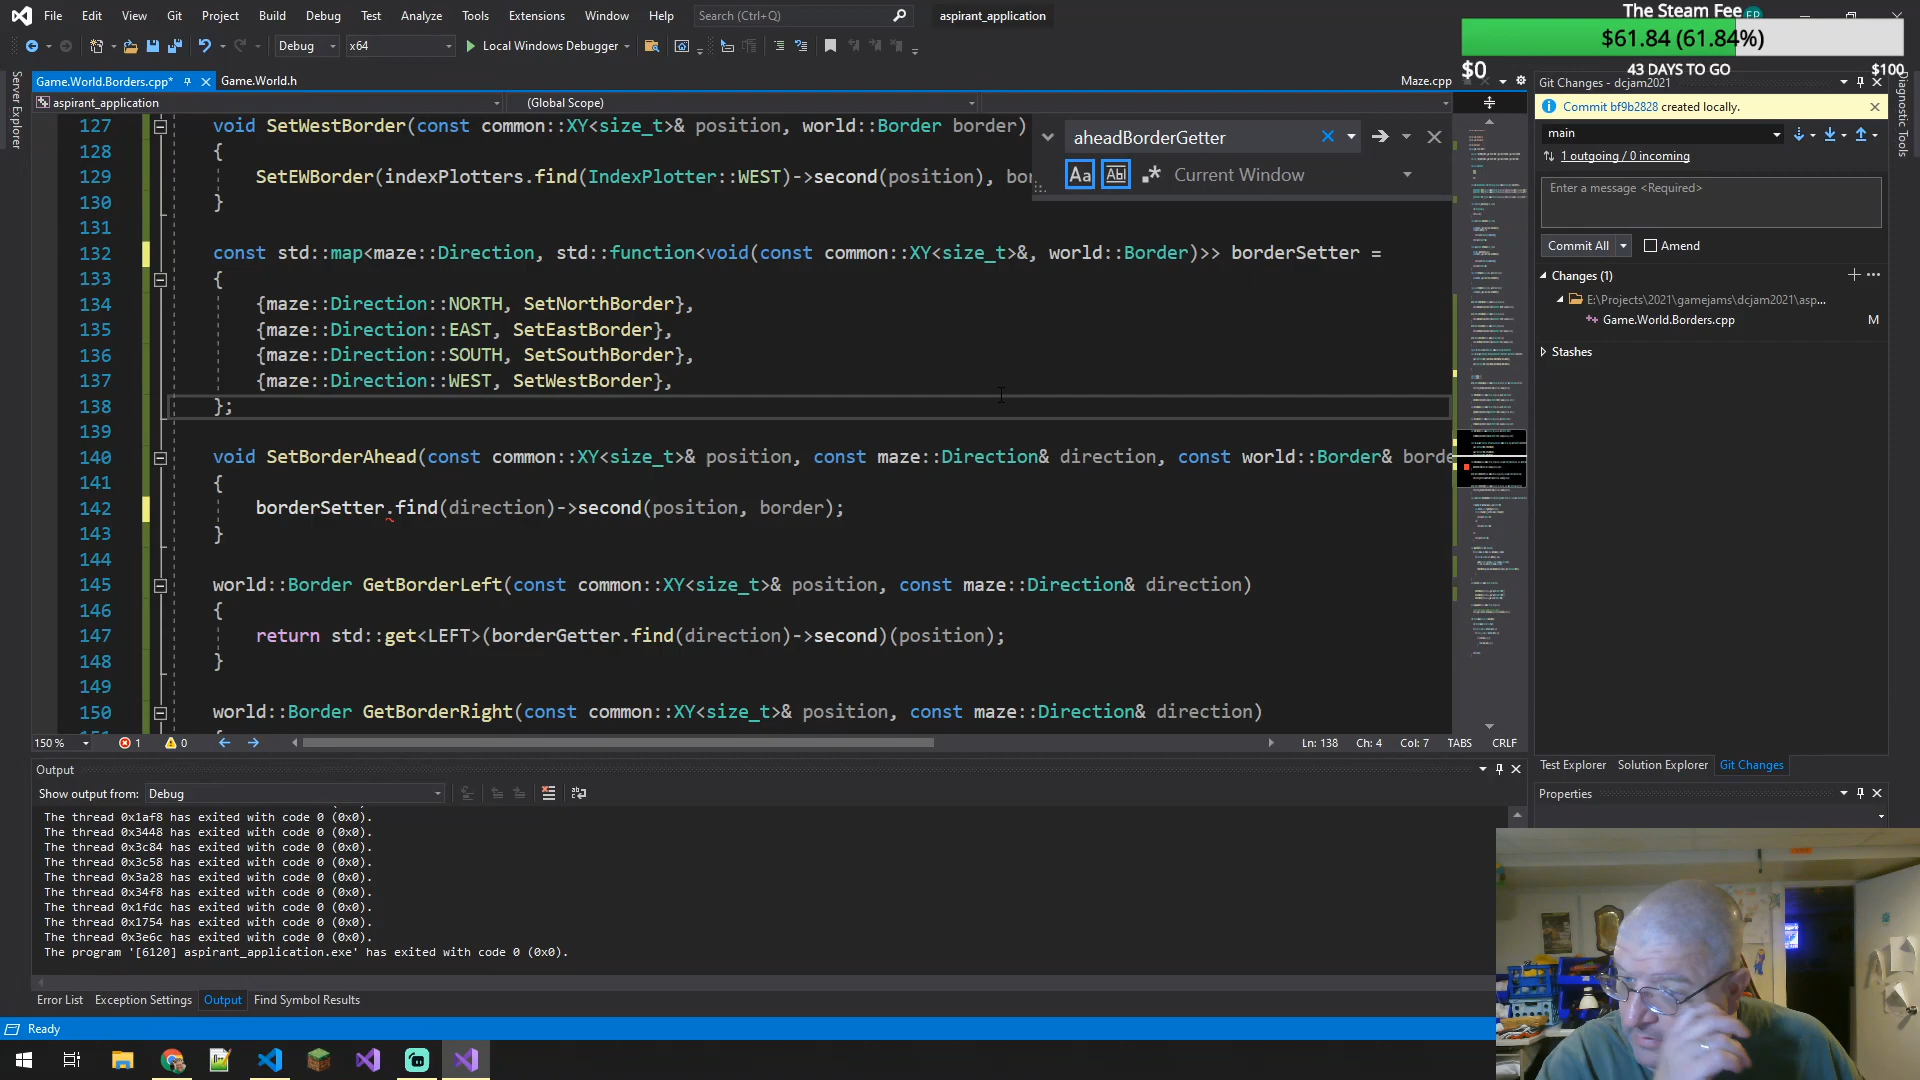 File Edit View Git Project Build Debug Test Analyze Tools Extensions Window Help Search (Ctrl+Q) aspirant_application
The Steam Fee
$61.84 (61.84%)
$0 43 DAYS TO GO $100
Debug x64 Local Windows Debugger
Server Explorer
Diagnostic Tools
Game.World.Borders.cpp* Game.World.h Maze.cpp
aspirant_application (Global Scope)
aheadBorderGetter
Aa Abl Current Window
127 void SetWestBorder(const common::XY<size_t>& position, world::Border border)
128 {
129 SetEWBorder(indexPlotters.find(IndexPlotter::WEST)->second(position), bor
130 }
131
132 const std::map<maze::Direction, std::function<void(const common::XY<size_t>&, world::Border)>> borderSetter =
133 {
134 {maze::Direction::NORTH, SetNorthBorder},
135 {maze::Direction::EAST, SetEastBorder},
136 {maze::Direction::SOUTH, SetSouthBorder},
137 {maze::Direction::WEST, SetWestBorder},
138 };
139
140 void SetBorderAhead(const common::XY<size_t>& position, const maze::Direction& direction, const world::Border& borde
141 {
142 borderSetter.find(direction)->second(position, border);
143 }
144
145 world::Border GetBorderLeft(const common::XY<size_t>& position, const maze::Direction& direction)
146 {
147 return std::get<LEFT>(borderGetter.find(direction)->second)(position);
148 }
149
150 world::Border GetBorderRight(const common::XY<size_t>& position, const maze::Direction& direction)
150 % 1 0 Ln: 138 Ch: 4 Col: 7 TABS CRLF
Output
Show output from: Debug
The thread 0x1af8 has exited with code 0 (0x0).
The thread 0x3448 has exited with code 0 (0x0).
The thread 0x3c84 has exited with code 0 (0x0).
The thread 0x3c58 has exited with code 0 (0x0).
The thread 0x3a28 has exited with code 0 (0x0).
The thread 0x34f8 has exited with code 0 (0x0).
The thread 0x1fdc has exited with code 0 (0x0).
The thread 0x1754 has exited with code 0 (0x0).
The thread 0x3e6c has exited with code 0 (0x0).
The program '[6120] aspirant_application.exe' has exited with code 0 (0x0).
Error List Exception Settings Output Find Symbol Results
Ready
Git Changes - dcjam2021
Commit bf9b2828 created locally.
main
1 outgoing / 0 incoming
Enter a message <Required>
Commit All Amend
Changes (1)
E:\Projects\2021\gamejams\dcjam2021\asp...
Game.World.Borders.cpp M
Stashes
Test Explorer Solution Explorer Git Changes
Properties